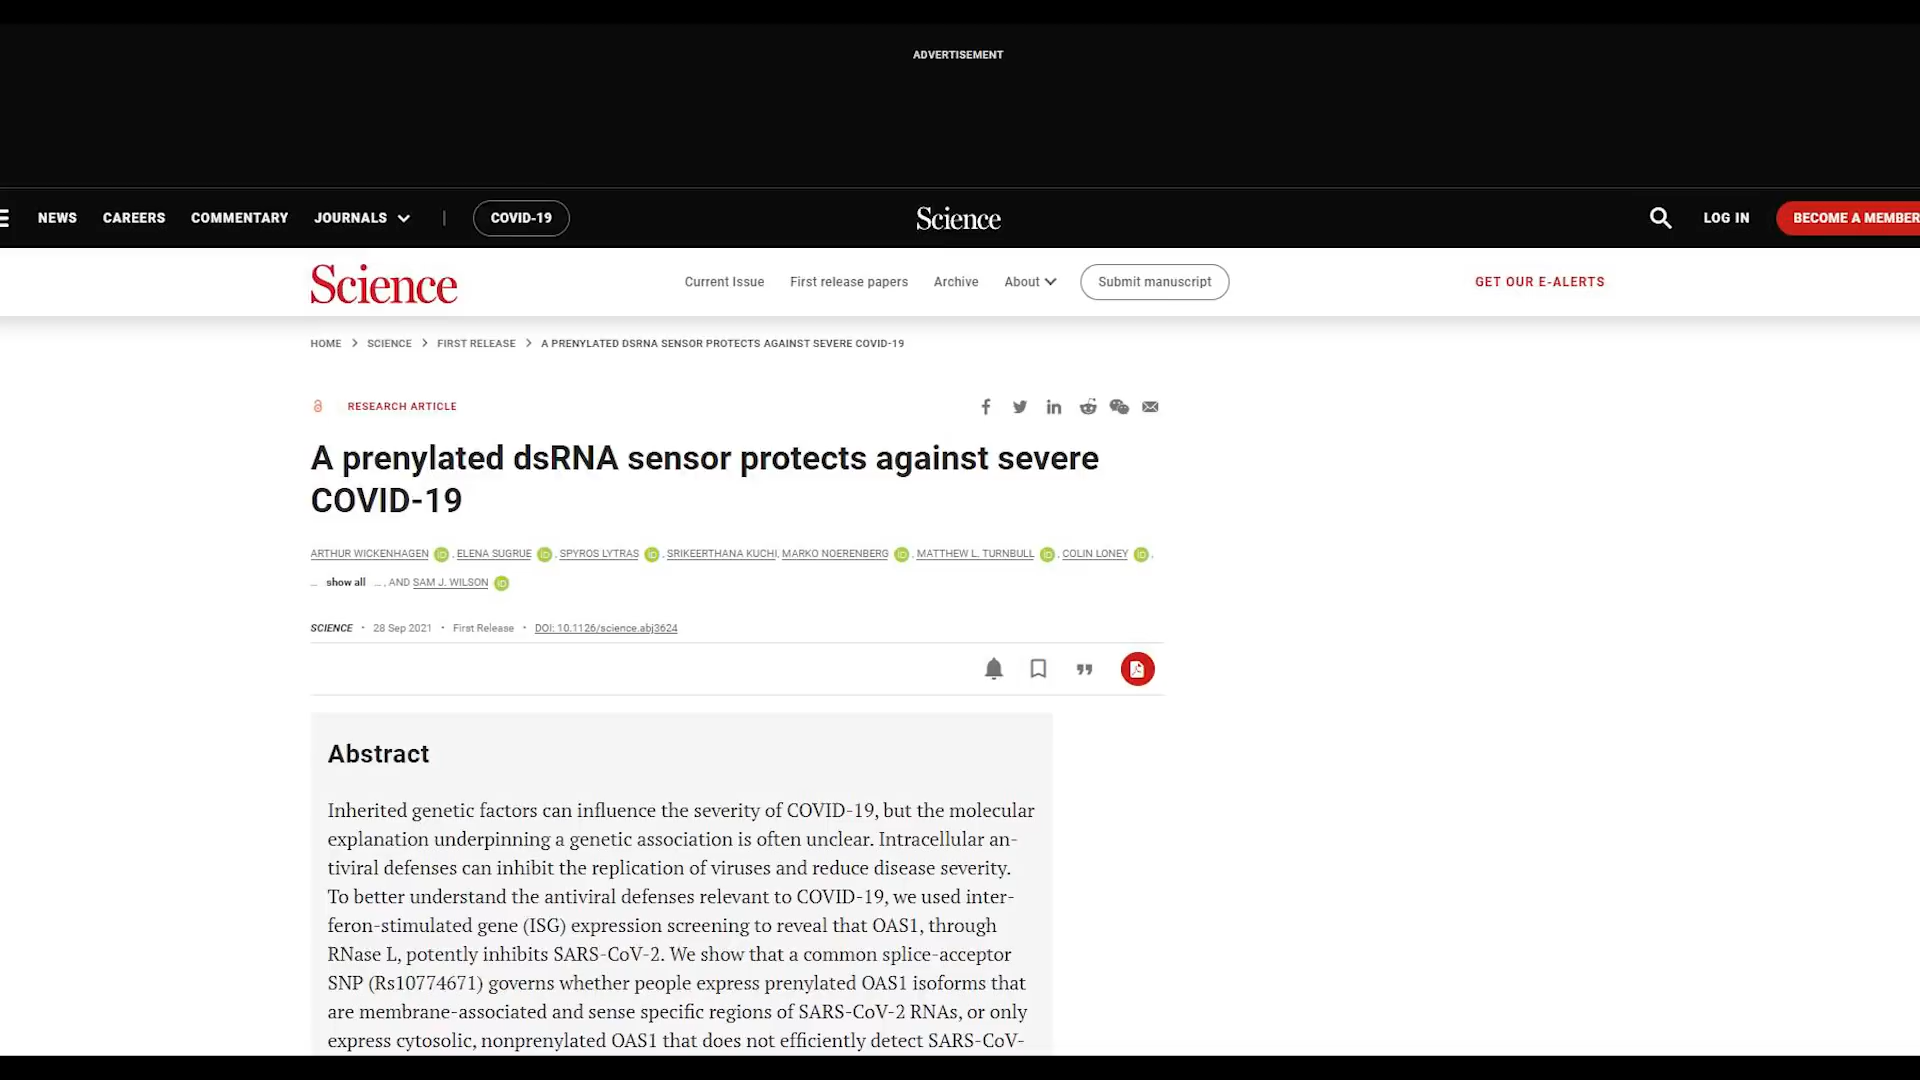 ADVERTISEMENT
NEWS CAREERS COMMENTARY JOURNALS | COVID-19 Science LOG IN BECOME A MEMBER
Science Current Issue First release papers Archive About Submit manuscript GET OUR E-ALERTS
HOME > SCIENCE > FIRST RELEASE > A PRENYLATED DSRNA SENSOR PROTECTS AGAINST SEVERE COVID-19
RESEARCH ARTICLE
A prenylated dsRNA sensor protects against severe
COVID-19
ARTHUR WICKENHAGEN iD, ELENA SUGRUE iD, SPYROS LYTRAS iD, SRIKEERTHANA KUCHI, MARKO NOERENBERG iD, MATTHEW L. TURNBULL iD, COLIN LONEY iD,
... show all ..., AND SAM J. WILSON iD
SCIENCE • 28 Sep 2021 • First Release • DOI: 10.1126/science.abj3624
Abstract
Inherited genetic factors can influence the severity of COVID-19, but the molecular
explanation underpinning a genetic association is often unclear. Intracellular an-
tiviral defenses can inhibit the replication of viruses and reduce disease severity.
To better understand the antiviral defenses relevant to COVID-19, we used inter-
feron-stimulated gene (ISG) expression screening to reveal that OAS1, through
RNase L, potently inhibits SARS-CoV-2. We show that a common splice-acceptor
SNP (Rs10774671) governs whether people express prenylated OAS1 isoforms that
are membrane-associated and sense specific regions of SARS-CoV-2 RNAs, or only
express cytosolic, nonprenylated OAS1 that does not efficiently detect SARS-CoV-